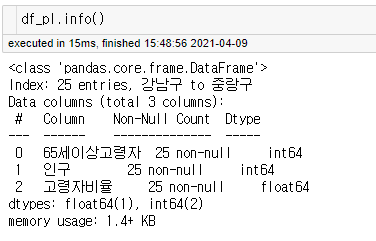 df_pl.info()
executed in 15ms, finished 15:48:56 2021-04-09
<class 'pandas.core.frame.DataFrame'>
Index: 25 entries, 강남구 to 중랑구
Data columns (total 3 columns):
 #   Column    Non-Null Count  Dtype
---  ------    --------------  -----
 0   65세이상고령자  25 non-null     int64
 1   인구        25 non-null     int64
 2   고령자비율     25 non-null     float64
dtypes: float64(1), int64(2)
memory usage: 1.4+ KB